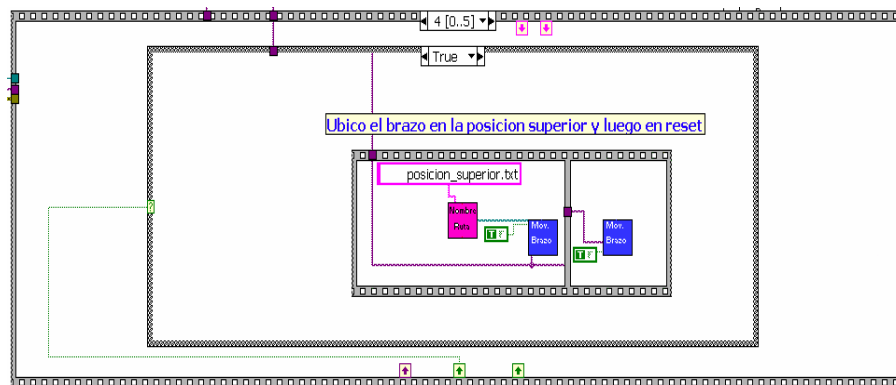 4 [0..5]
True
Ubico el brazo en la posicion superior y luego en reset
posicion_superior.txt
Nombre
Ruta
Mov.
Brazo
Mov.
Brazo
T F
T F
?